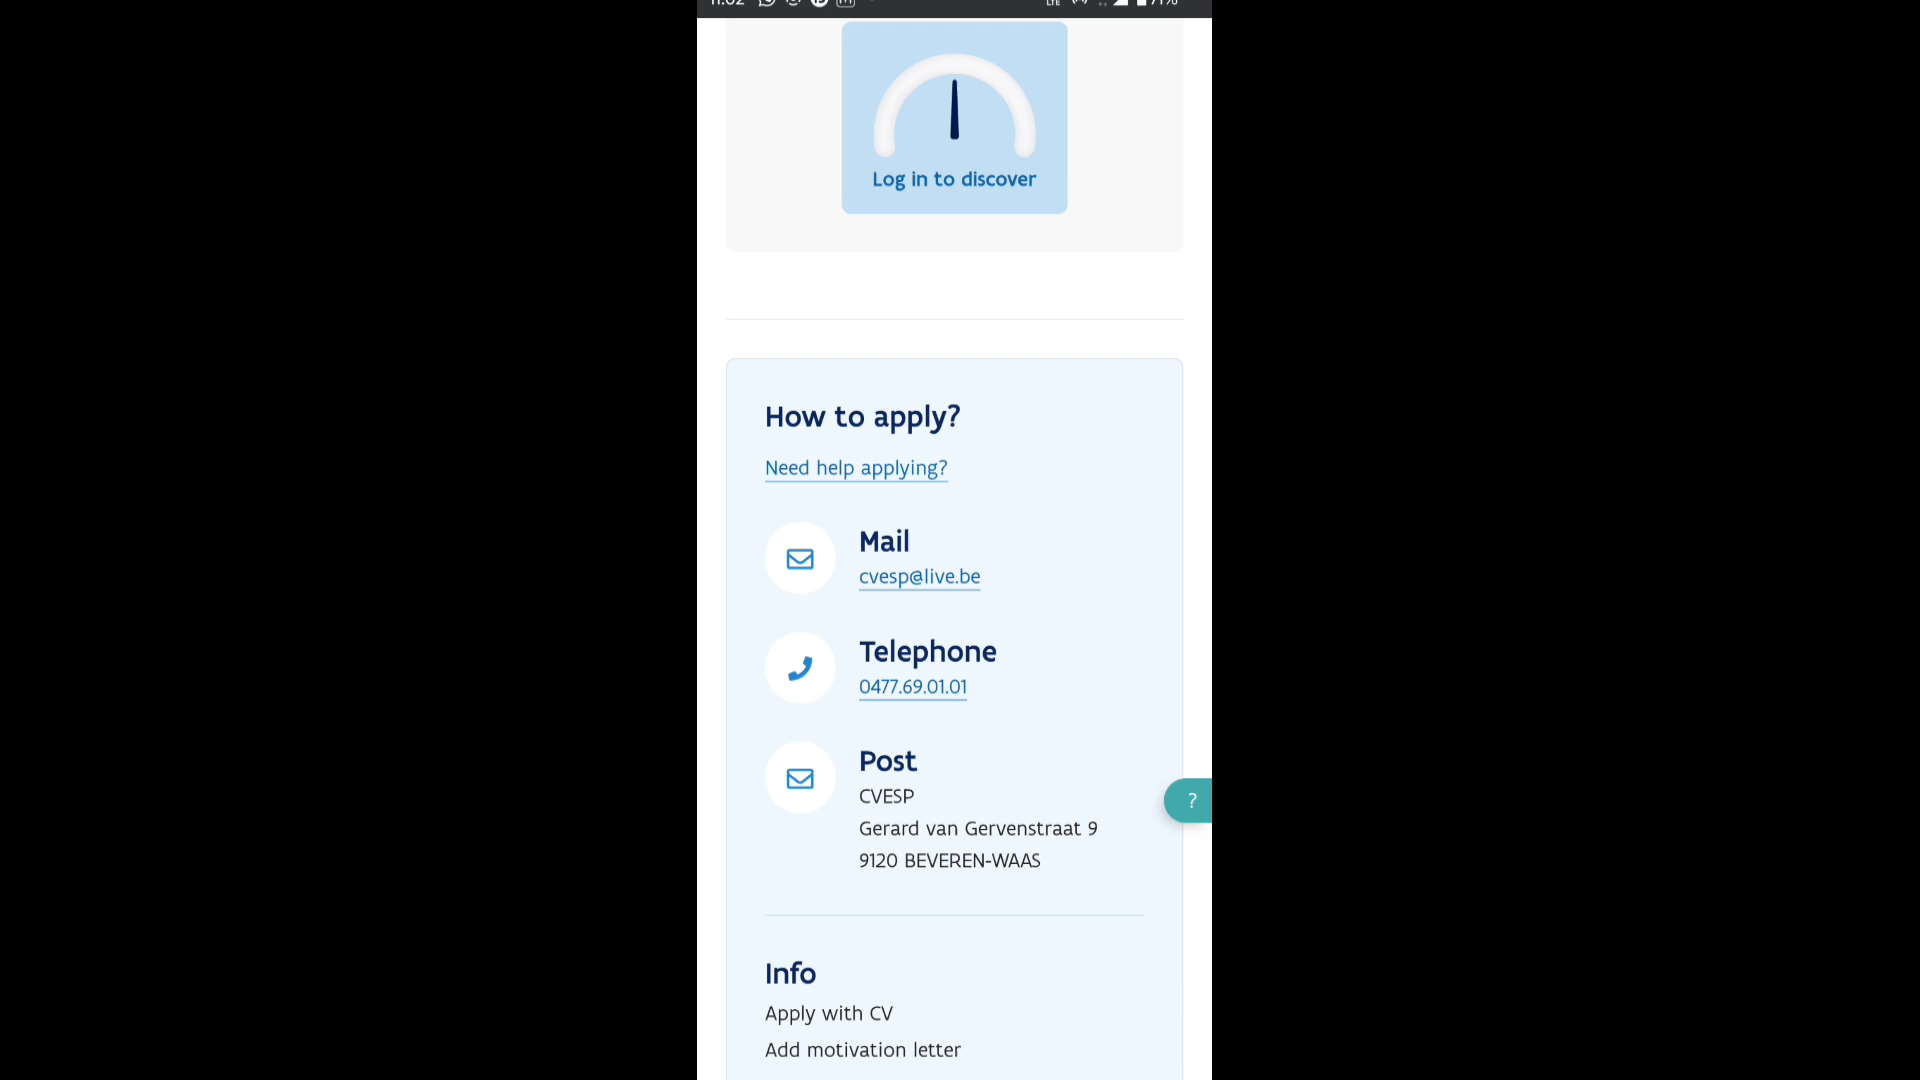 Log in to discover
How to apply?
Need help applying?
Mail
cvesp@live.be
Telephone
0477.69.01.01
Post
CVESP
Gerard van Gervenstraat 9
9120 BEVEREN-WAAS
?
Info
Apply with CV
Add motivation letter